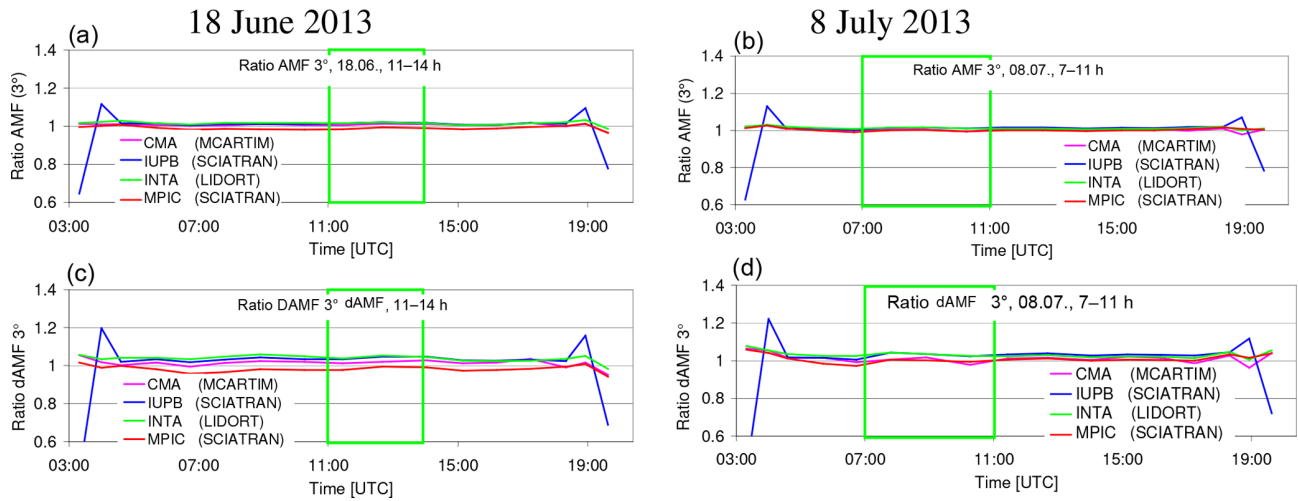 18 June 2013
8 July 2013
(a)
Ratio AMF 3°, 18.06., 11–14 h
Ratio AMF (3°)
1.4
1.2
1
0.8
0.6
CMA (MCARTIM)
IUPB (SCIATRAN)
INTA (LIDORT)
MPIC (SCIATRAN)
03:00 07:00 11:00 15:00 19:00
Time [UTC]
(b)
Ratio AMF 3°, 08.07., 7–11 h
Ratio AMF (3°)
1.4
1.2
1
0.8
0.6
CMA (MCARTIM)
IUPB (SCIATRAN)
INTA (LIDORT)
MPIC (SCIATRAN)
03:00 07:00 11:00 15:00 19:00
Time [UTC]
(c)
Ratio DAMF 3° dAMF, 11–14 h
Ratio dAMF 3°
1.4
1.2
1
0.8
0.6
CMA (MCARTIM)
IUPB (SCIATRAN)
INTA (LIDORT)
MPIC (SCIATRAN)
03:00 07:00 11:00 15:00 19:00
Time [UTC]
(d)
Ratio dAMF 3°, 08.07., 7–11 h
Ratio dAMF 3°
1.4
1.2
1
0.8
0.6
CMA (MCARTIM)
IUPB (SCIATRAN)
INTA (LIDORT)
MPIC (SCIATRAN)
03:00 07:00 11:00 15:00 19:00
Time [UTC]